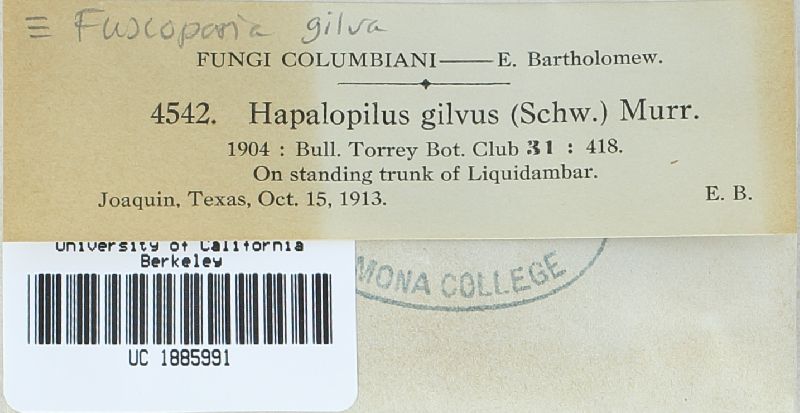 ≡ Fuscoporia gilva
FUNGI COLUMBIANI—E. Bartholomew.
4542. Hapalopilus gilvus (Schw.) Murr.
1904 : Bull. Torrey Bot. Club 31 : 418.
On standing trunk of Liquidambar.
Joaquin, Texas, Oct. 15, 1913. E. B.
University of California
Berkeley
UC 1885991
MONA COLLEGE